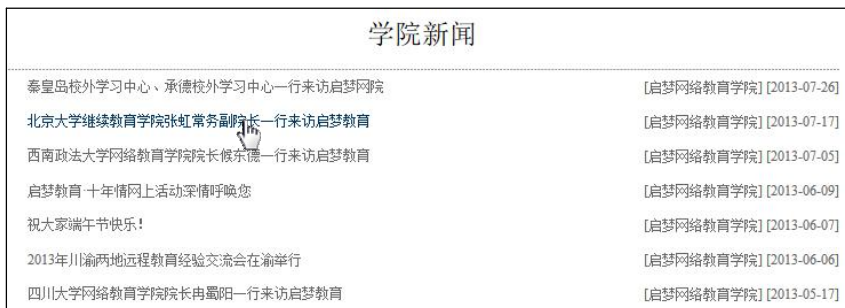 学院新闻
秦皇岛校外学习中心、承德校外学习中心一行来访启梦网院 [启梦网络教育学院] [2013-07-26]
北京大学继续教育学院张虹常务副院长一行来访启梦教育 [启梦网络教育学院] [2013-07-17]
西南政法大学网络教育学院院长候东德一行来访启梦教育 [启梦网络教育学院] [2013-07-05]
启梦教育·十年情网上活动深情呼唤您 [启梦网络教育学院] [2013-06-09]
祝大家端午节快乐! [启梦网络教育学院] [2013-06-07]
2013年川渝两地远程教育经验交流会在渝举行 [启梦网络教育学院] [2013-06-06]
四川大学网络教育学院院长冉蜀阳一行来访启梦教育 [启梦网络教育学院] [2013-05-17]